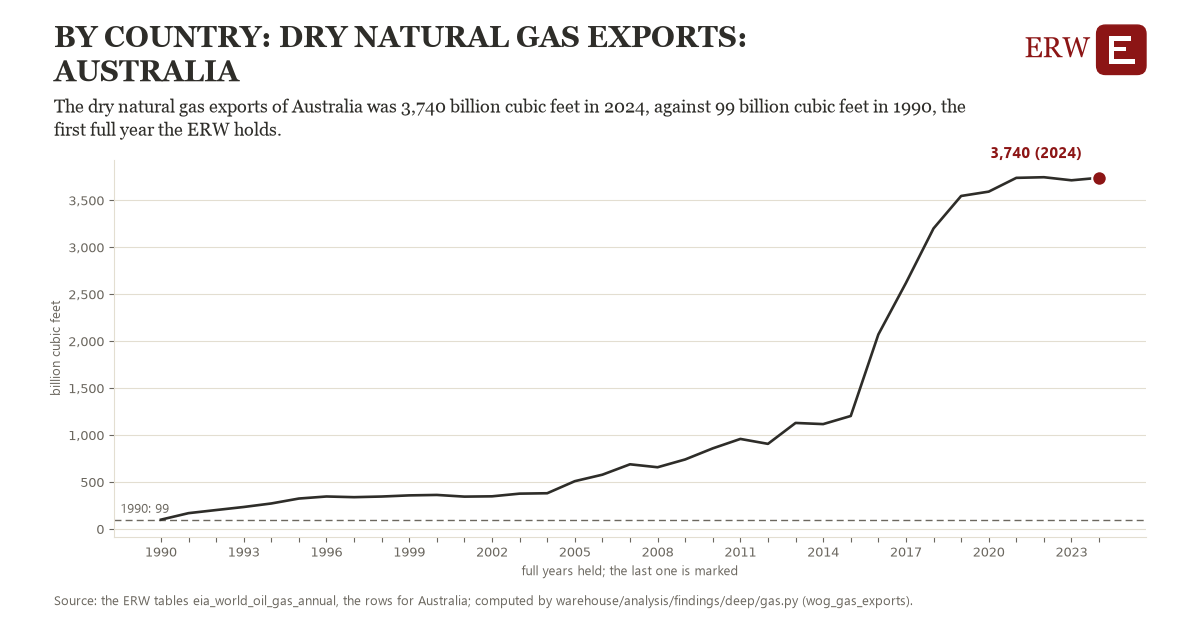 BY COUNTRY: DRY NATURAL GAS EXPORTS:
AUSTRALIA
ERW E
The dry natural gas exports of Australia was 3,740 billion cubic feet in 2024, against 99 billion cubic feet in 1990, the
first full year the ERW holds.
3,740 (2024)
3,500
3,000
2,500
2,000
1,500
1,000
500
0
billion cubic feet
1990: 99
1990 1993 1996 1999 2002 2005 2008 2011 2014 2017 2020 2023
full years held; the last one is marked
Source: the ERW tables eia_world_oil_gas_annual, the rows for Australia; computed by warehouse/analysis/findings/deep/gas.py (wog_gas_exports).